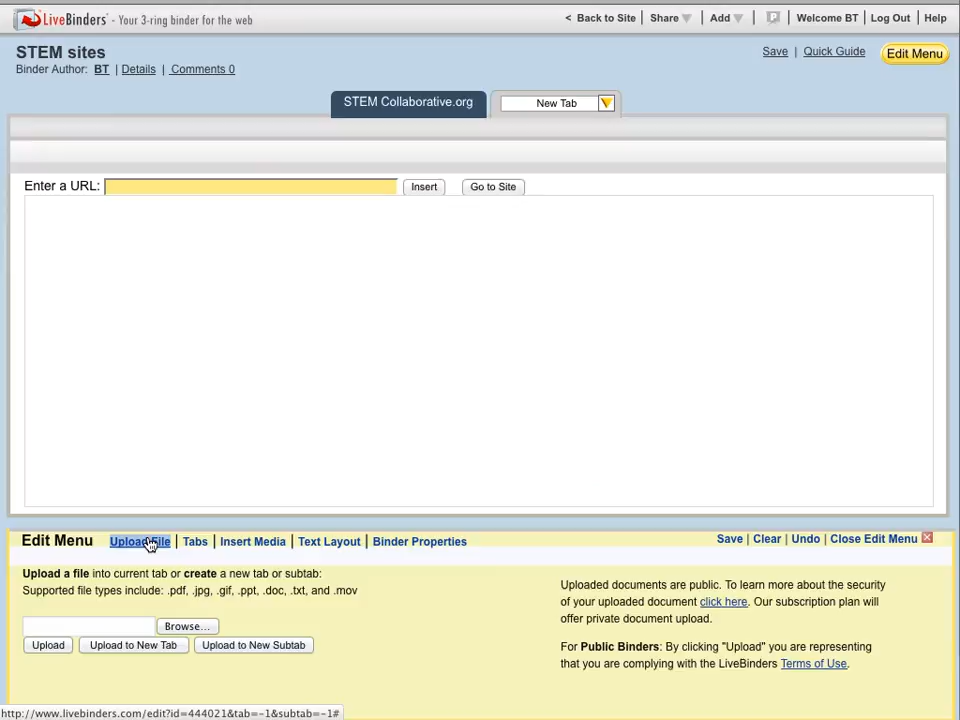 LiveBinders® - Your 3-ring binder for the web
< Back to Site | Share | Add | P | Welcome BT | Log Out | Help
STEM sites
Binder Author: BT | Details | Comments 0
Save | Quick Guide
Edit Menu
STEM Collaborative.org
New Tab
Enter a URL: Insert Go to Site
Edit Menu Upload File | Tabs | Insert Media | Text Layout | Binder Properties
Save | Clear | Undo | Close Edit Menu
Upload a file into current tab or create a new tab or subtab:
Supported file types include: .pdf, .jpg, .gif, .ppt, .doc, .txt, and .mov
Browse...
Upload Upload to New Tab Upload to New Subtab
Uploaded documents are public. To learn more about the security
of your uploaded document click here. Our subscription plan will
offer private document upload.
For Public Binders: By clicking "Upload" you are representing
that you are complying with the LiveBinders Terms of Use.
http://www.livebinders.com/edit?id=444021&tab=-1&subtab=-1#